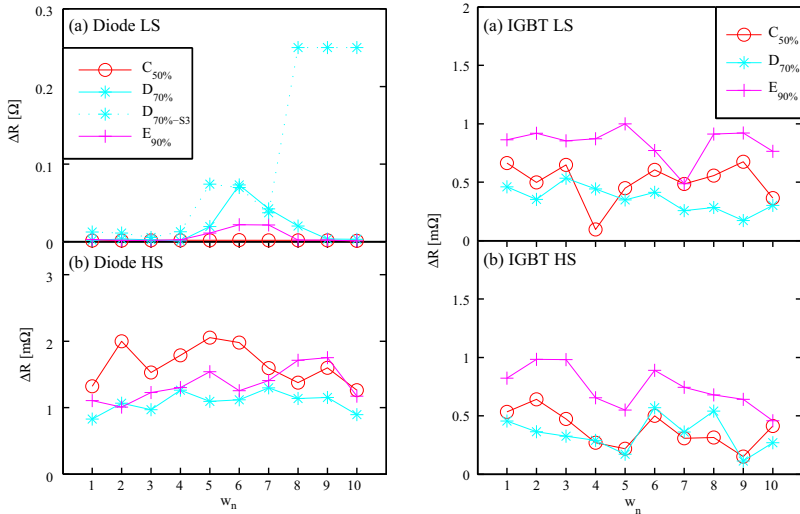 (a) Diode LS
C50%
D70%
D70%−S3
E90%
0.3
0.2
0.1
0
ΔR [Ω]
(b) Diode HS
3
2
1
0
ΔR [mΩ]
1 2 3 4 5 6 7 8 9 10
wn
(a) IGBT LS
C50%
D70%
E90%
2
1.5
1
0.5
0
ΔR [mΩ]
(b) IGBT HS
1.5
1
0.5
0
ΔR [mΩ]
1 2 3 4 5 6 7 8 9 10
wn